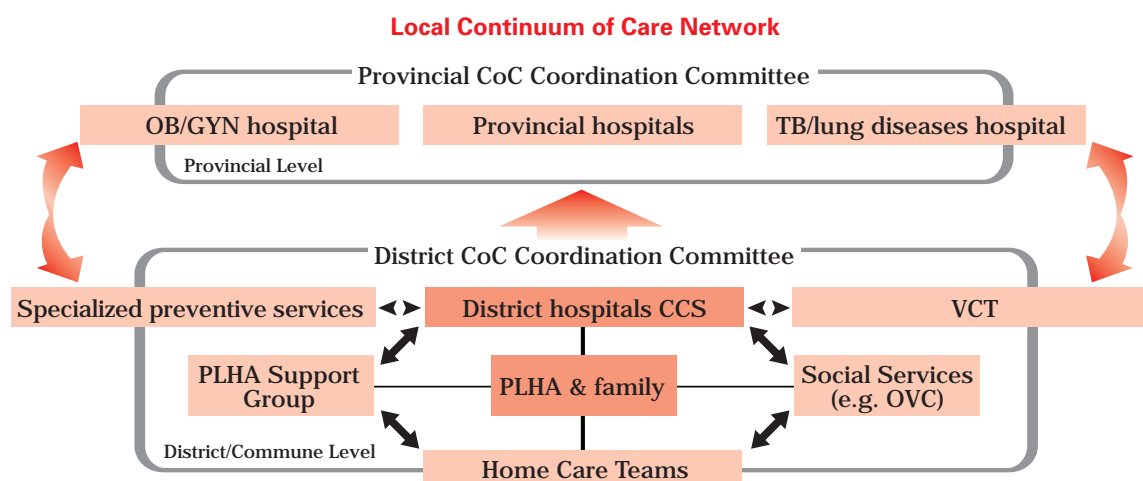 Local Continuum of Care Network
Provincial CoC Coordination Committee
OB/GYN hospital
Provincial hospitals
TB/lung diseases hospital
Provincial Level
District CoC Coordination Committee
Specialized preventive services
District hospitals CCS
VCT
PLHA Support
Group
PLHA & family
Social Services
(e.g. OVC)
District/Commune Level
Home Care Teams